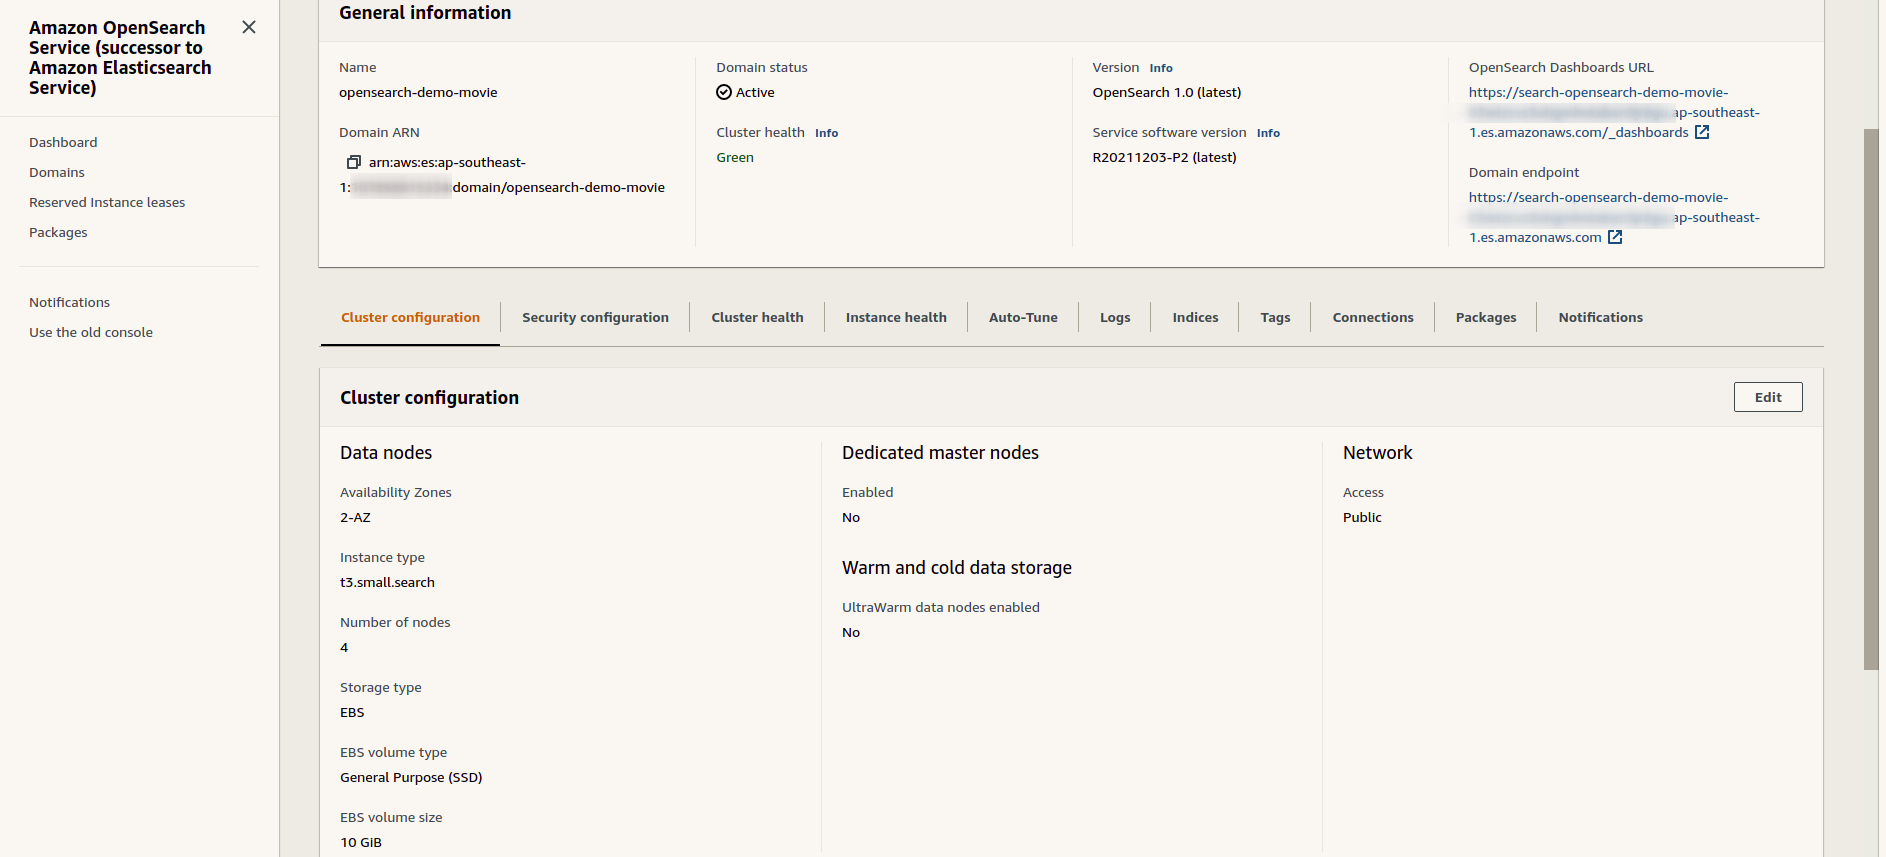 Amazon OpenSearch
Service (successor to
Amazon Elasticsearch
Service)
Dashboard
Domains
Reserved Instance leases
Packages
Notifications
Use the old console
General information
Name
opensearch-demo-movie
Domain ARN
arn:aws:es:ap-southeast-
1: domain/opensearch-demo-movie
Domain status
Active
Cluster health Info
Green
Version Info
OpenSearch 1.0 (latest)
Service software version Info
R20211203-P2 (latest)
OpenSearch Dashboards URL
https://search-opensearch-demo-movie-
ap-southeast-
1.es.amazonaws.com/_dashboards
Domain endpoint
https://search-opensearch-demo-movie-
ap-southeast-
1.es.amazonaws.com
Cluster configuration Security configuration Cluster health Instance health Auto-Tune Logs Indices Tags Connections Packages Notifications
Cluster configuration
Edit
Data nodes
Availability Zones
2-AZ
Instance type
t3.small.search
Number of nodes
4
Storage type
EBS
EBS volume type
General Purpose (SSD)
EBS volume size
10 GiB
Dedicated master nodes
Enabled
No
Warm and cold data storage
UltraWarm data nodes enabled
No
Network
Access
Public